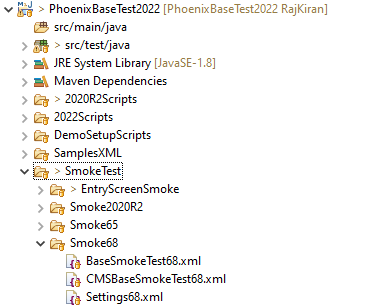 > PhoenixBaseTest2022 [PhoenixBaseTest2022 RajKiran]
src/main/java
> src/test/java
JRE System Library [JavaSE-1.8]
Maven Dependencies
> 2020R2Scripts
2022Scripts
DemoSetupScripts
SamplesXML
> SmokeTest
> EntryScreenSmoke
Smoke2020R2
Smoke65
Smoke68
BaseSmokeTest68.xml
CMSBaseSmokeTest68.xml
Settings68.xml